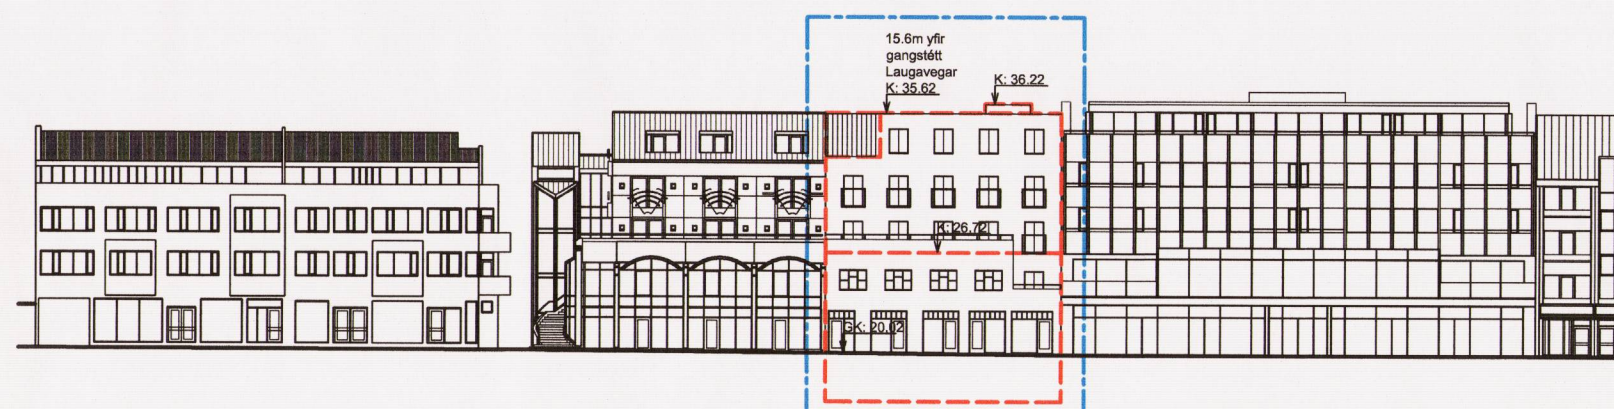 15.6m yfir
gangstétt
Laugavegar
K: 35.62
K: 36.22
K: 26.72
GK: 20.02